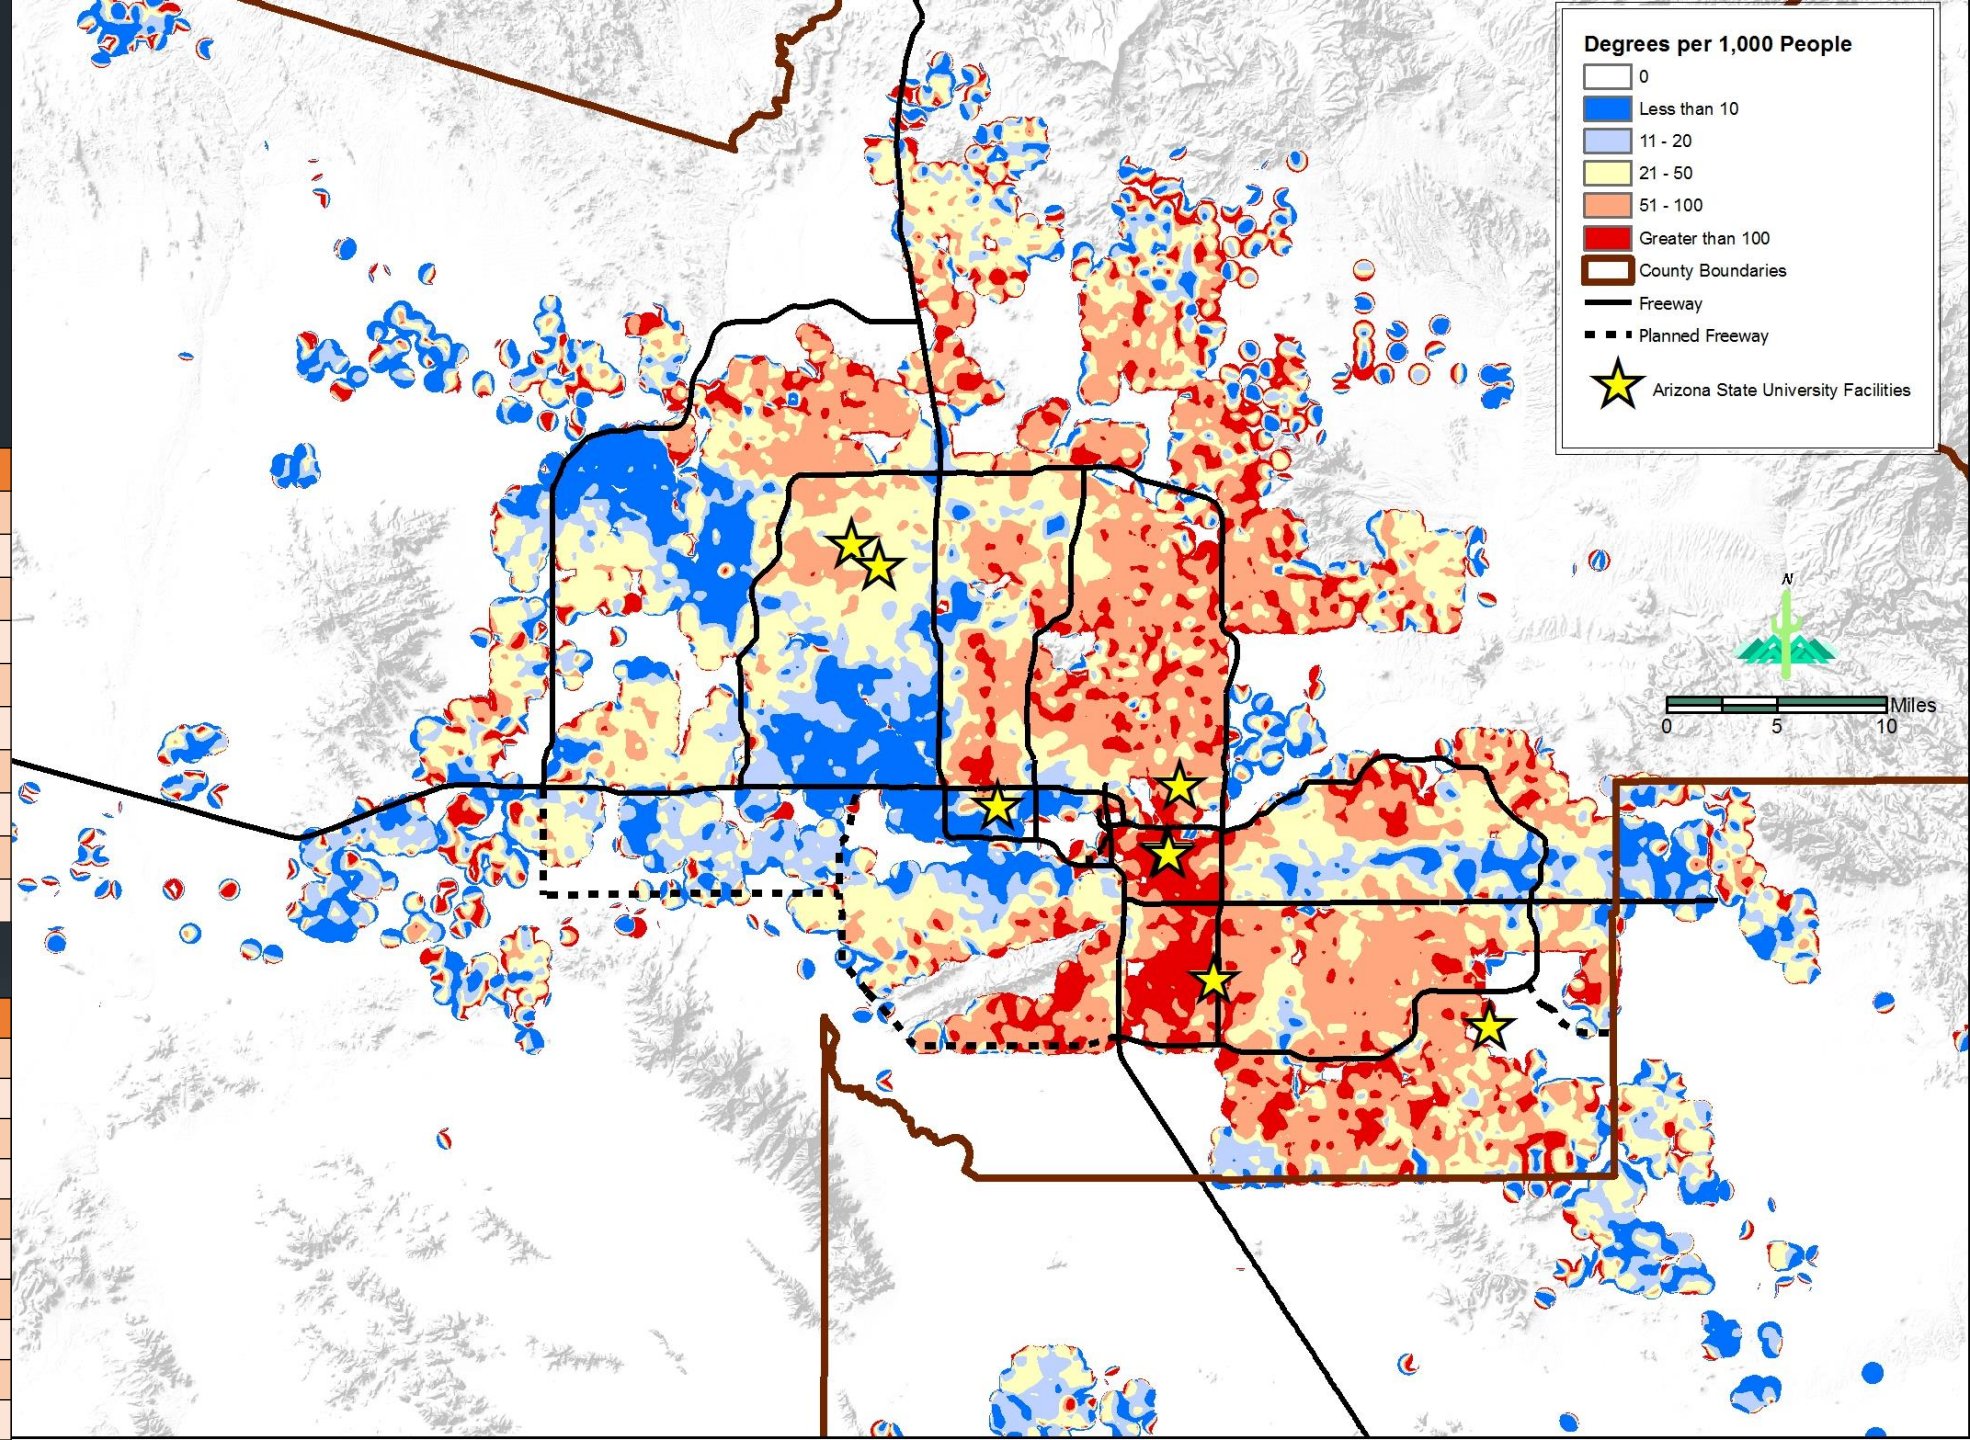 Degrees per 1,000 People
0
Less than 10
11 - 20
21 - 50
51 - 100
Greater than 100
County Boundaries
Freeway
Planned Freeway
Arizona State University Facilities
N
Miles
0 5 10